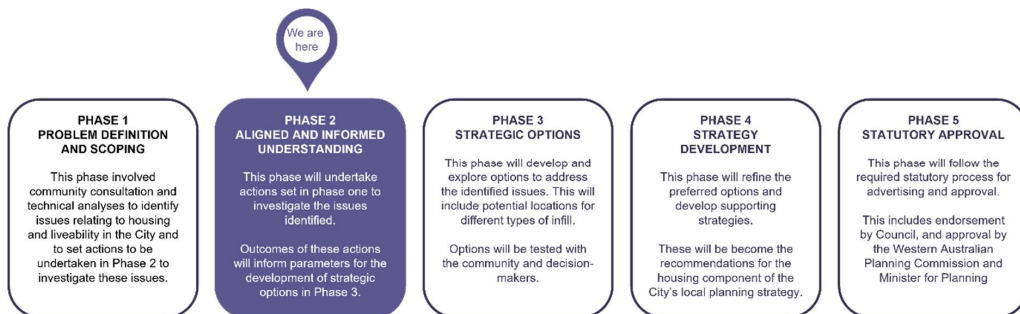 We are
here
PHASE 1
PROBLEM DEFINITION
AND SCOPING
This phase involved
community consultation and
technical analyses to identify
issues relating to housing
and liveability in the City and
to set actions to be
undertaken in Phase 2 to
investigate these issues.
PHASE 2
ALIGNED AND INFORMED
UNDERSTANDING
This phase will undertake
actions set in phase one to
investigate the issues
identified.
Outcomes of these actions
will inform parameters for the
development of strategic
options in Phase 3.
PHASE 3
STRATEGIC OPTIONS
This phase will develop and
explore options to address
the identified issues. This will
include potential locations for
different types of infill.
Options will be tested with
the community and decision-
makers.
PHASE 4
STRATEGY
DEVELOPMENT
This phase will refine the
preferred options and
develop supporting
strategies.
These will be become the
recommendations for the
housing component of the
City's local planning strategy.
PHASE 5
STATUTORY APPROVAL
This phase will follow the
required statutory process for
advertising and approval.
This includes endorsement
by Council, and approval by
the Western Australian
Planning Commission and
Minister for Planning